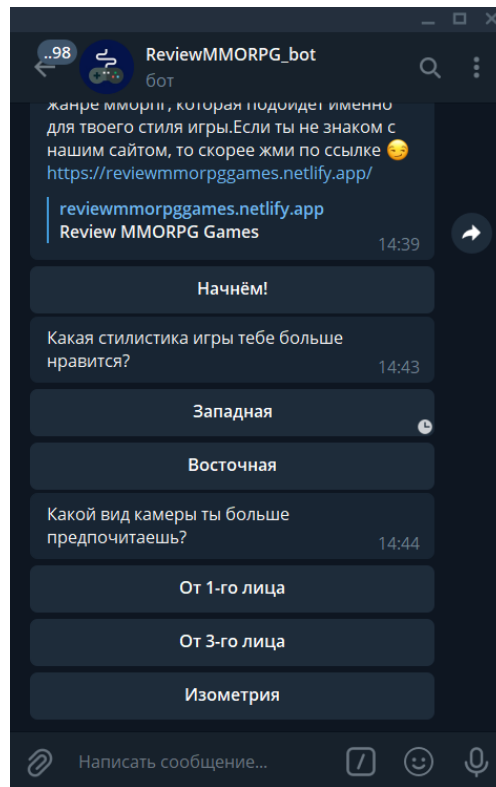 ..98
ReviewMMORPG_bot
бот
жанре мморпг, которая подойдет именно
для твоего стиля игры.Если ты не знаком с
нашим сайтом, то скорее жми по ссылке 😏
https://reviewmmorpggames.netlify.app/
reviewmmorpggames.netlify.app
Review MMORPG Games
14:39
Начнём!
Какая стилистика игры тебе больше
нравится?
14:43
Западная
Восточная
Какой вид камеры ты больше
предпочитаешь?
14:44
От 1-го лица
От 3-го лица
Изометрия
Написать сообщение...